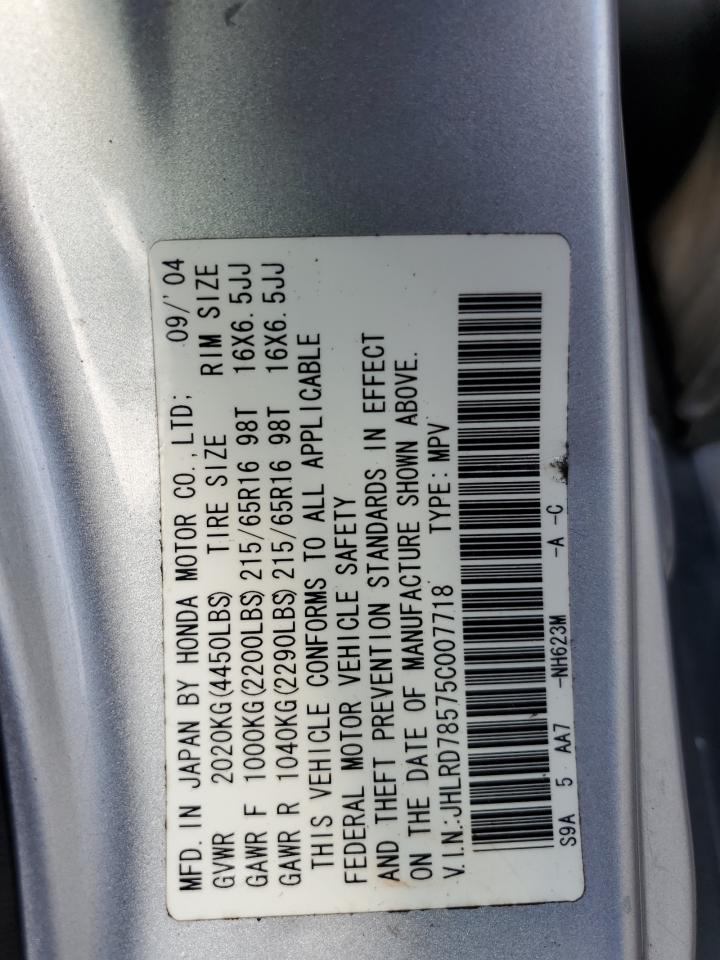 MFD. IN JAPAN BY HONDA MOTOR CO., LTD; 09/'04
GVWR 2020KG(4450LBS) TIRE SIZE RIM SIZE
GAWR F 1000KG(2200LBS) 215/65R16 98T 16X6.5JJ
GAWR R 1040KG(2290LBS) 215/65R16 98T 16X6.5JJ
THIS VEHICLE CONFORMS TO ALL APPLICABLE
FEDERAL MOTOR VEHICLE SAFETY
AND THEFT PREVENTION STANDARDS IN EFFECT
ON THE DATE OF MANUFACTURE SHOWN ABOVE.
V.I.N.:JHLRD78575C007718 TYPE:MPV
S9A 5 AA7 -NH623M -A -C